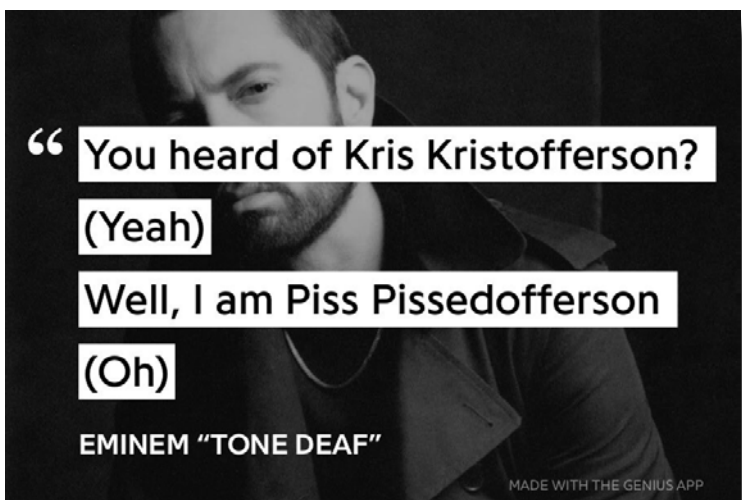 “ You heard of Kris Kristofferson?
(Yeah)
Well, I am Piss Pissedofferson
(Oh)
EMINEM “TONE DEAF”
MADE WITH THE GENIUS APP